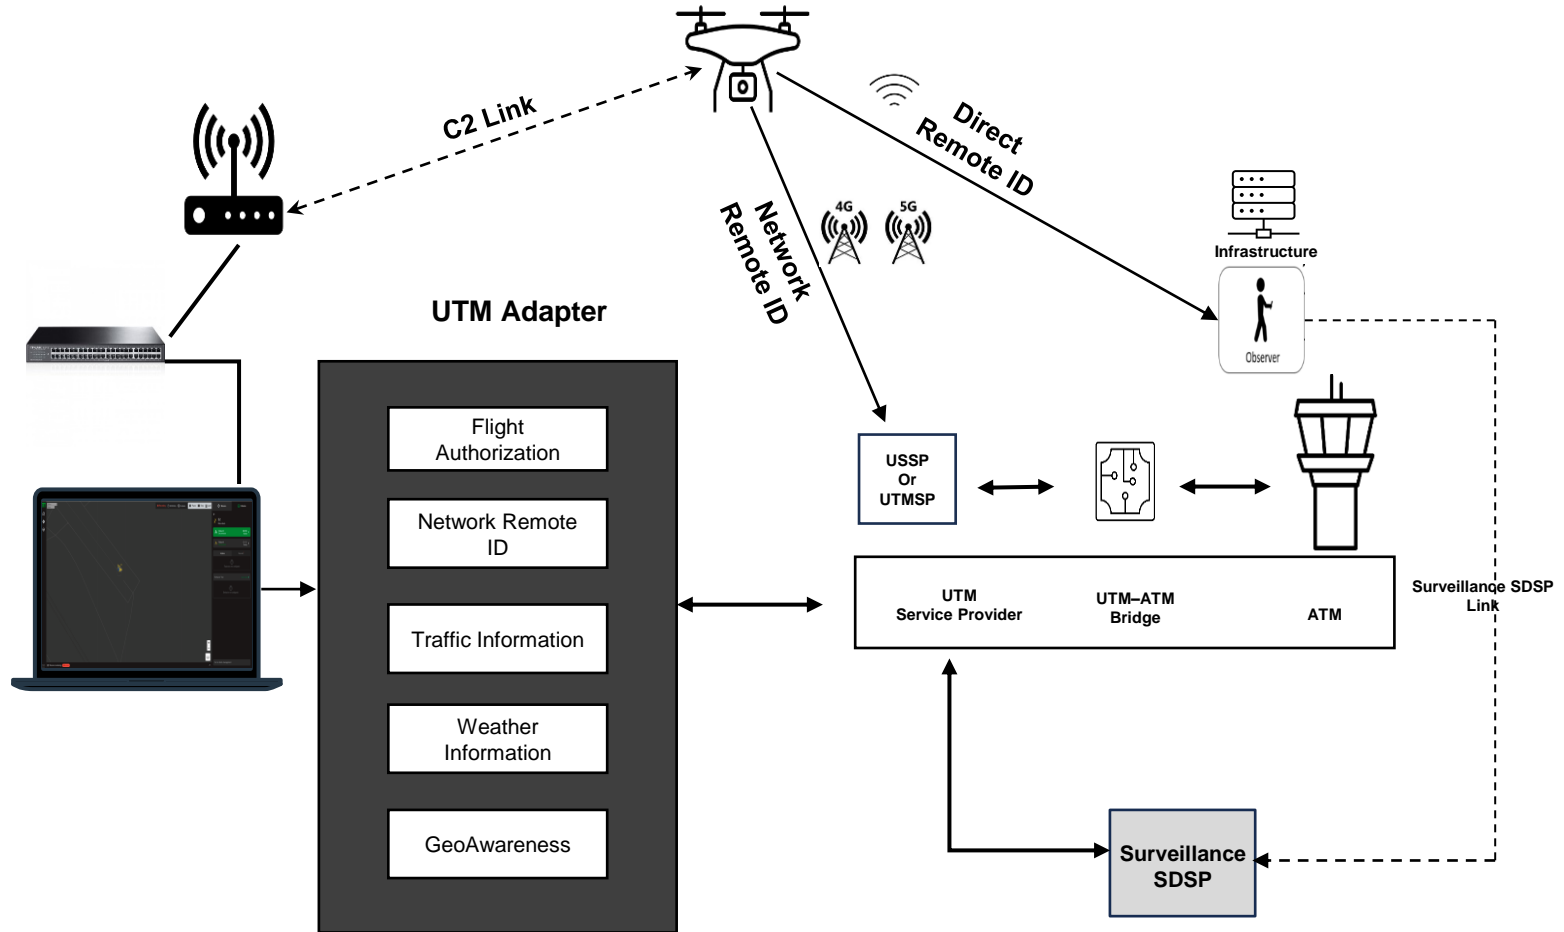 C2 Link
Direct
Remote ID
Network
Remote ID
4G
5G
Infrastructure
Observer
UTM Adapter
Flight
Authorization
Network Remote
ID
Traffic Information
Weather
Information
GeoAwareness
USSP
Or
UTMSP
UTM
Service Provider
UTM–ATM
Bridge
ATM
Surveillance SDSP
Link
Surveillance
SDSP